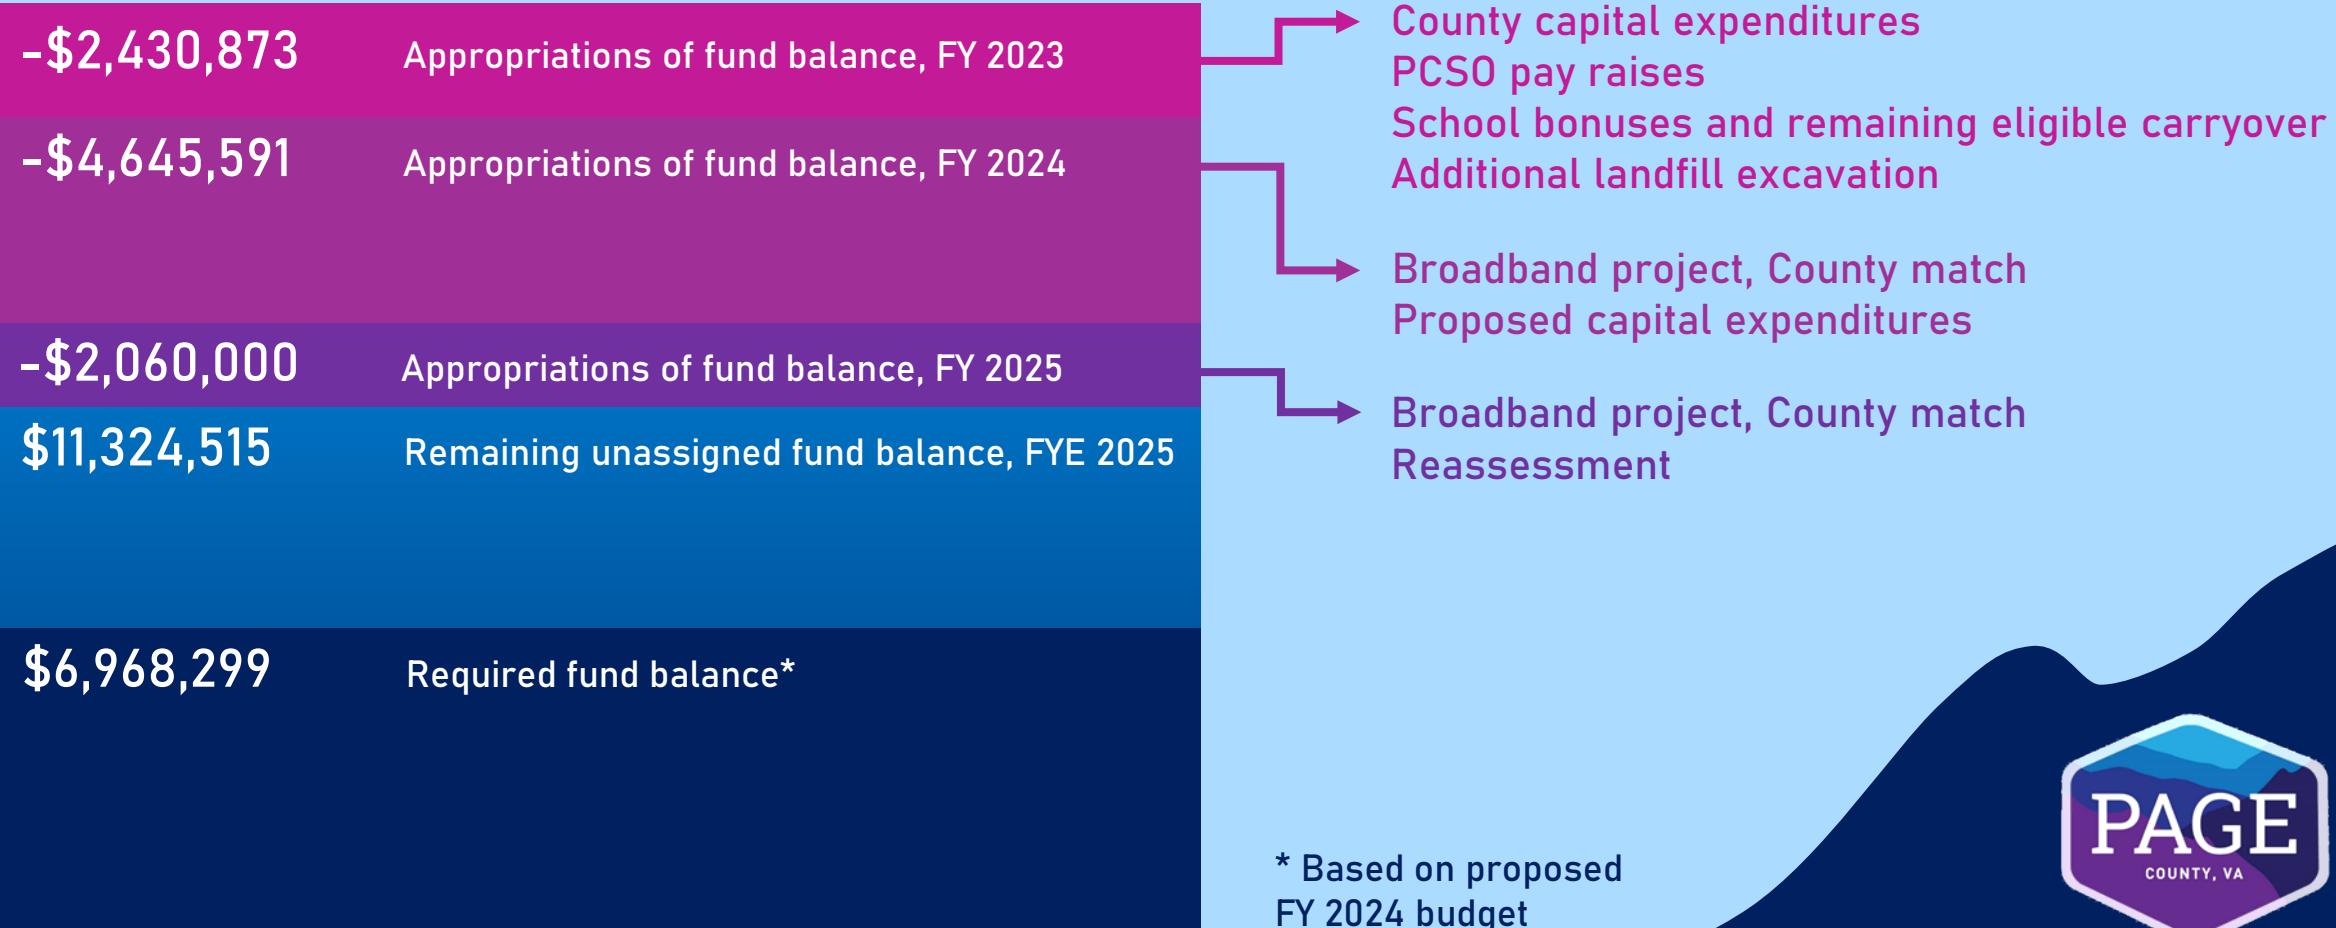 -$2,430,873 Appropriations of fund balance, FY 2023
-$4,645,591 Appropriations of fund balance, FY 2024
-$2,060,000 Appropriations of fund balance, FY 2025
$11,324,515 Remaining unassigned fund balance, FYE 2025
$6,968,299 Required fund balance*
County capital expenditures
PCSO pay raises
School bonuses and remaining eligible carryover
Additional landfill excavation
Broadband project, County match
Proposed capital expenditures
Broadband project, County match
Reassessment
* Based on proposed
FY 2024 budget
PAGE
COUNTY, VA